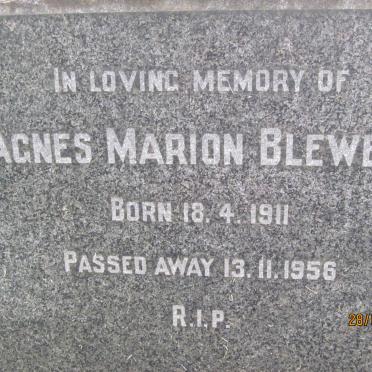 IN LOVING MEMORY OF
AGNES MARION BLEWE
BORN 18.4.1911
PASSED AWAY 13.11.1956
R.I.P.
28/